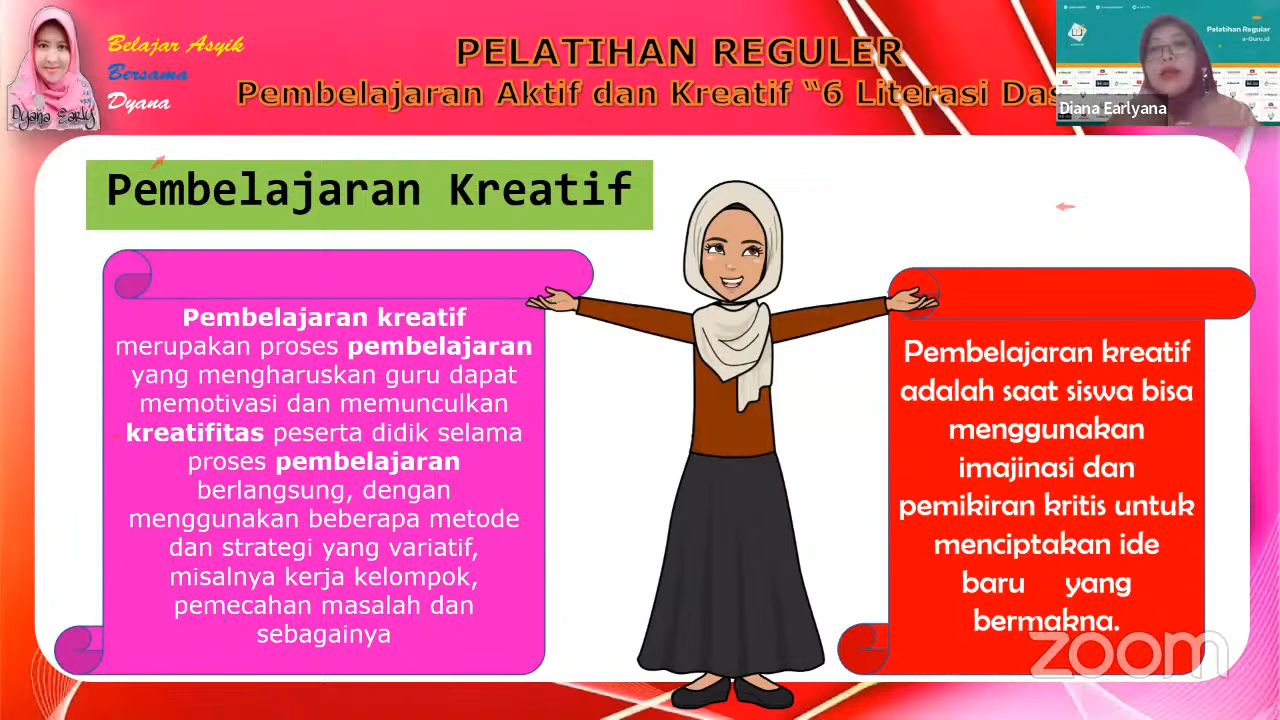 Belajar Asyik
Bersama
Dyana
Dyana Early
PELATIHAN REGULER
Pembelajaran Aktif dan Kreatif “6 Literasi Das
Pelatihan Reguler
e-Guru.id
Diana Earlyana
Pembelajaran Kreatif
Pembelajaran kreatif
merupakan proses pembelajaran
yang mengharuskan guru dapat
memotivasi dan memunculkan
kreatifitas peserta didik selama
proses pembelajaran
berlangsung, dengan
menggunakan beberapa metode
dan strategi yang variatif,
misalnya kerja kelompok,
pemecahan masalah dan
sebagainya
Pembelajaran kreatif
adalah saat siswa bisa
menggunakan
imajinasi dan
pemikiran kritis untuk
menciptakan ide
baru yang
bermakna.
zoom